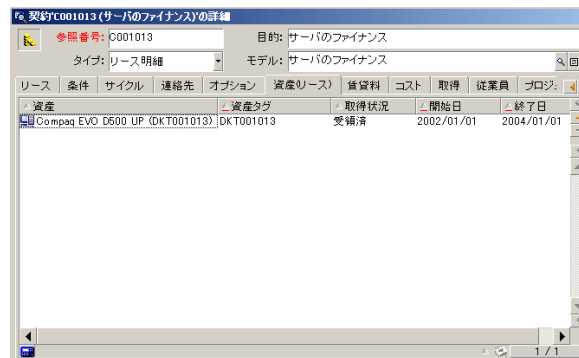 契約'C001013 (サーバのファイナンス)'の詳細
参照番号: C001013 目的: サーバのファイナンス
タイプ: リース明細 モデル: サーバのファイナンス
リース 条件 サイクル 連絡先 オプション 資産(リース) 賃貸料 コスト 取得 従業員 プロジ:
資産 資産タグ 取得状況 開始日 終了日
Compaq EVO D500 UP (DKT001013) DKT001013 受領済 2002/01/01 2004/01/01
1 / 1